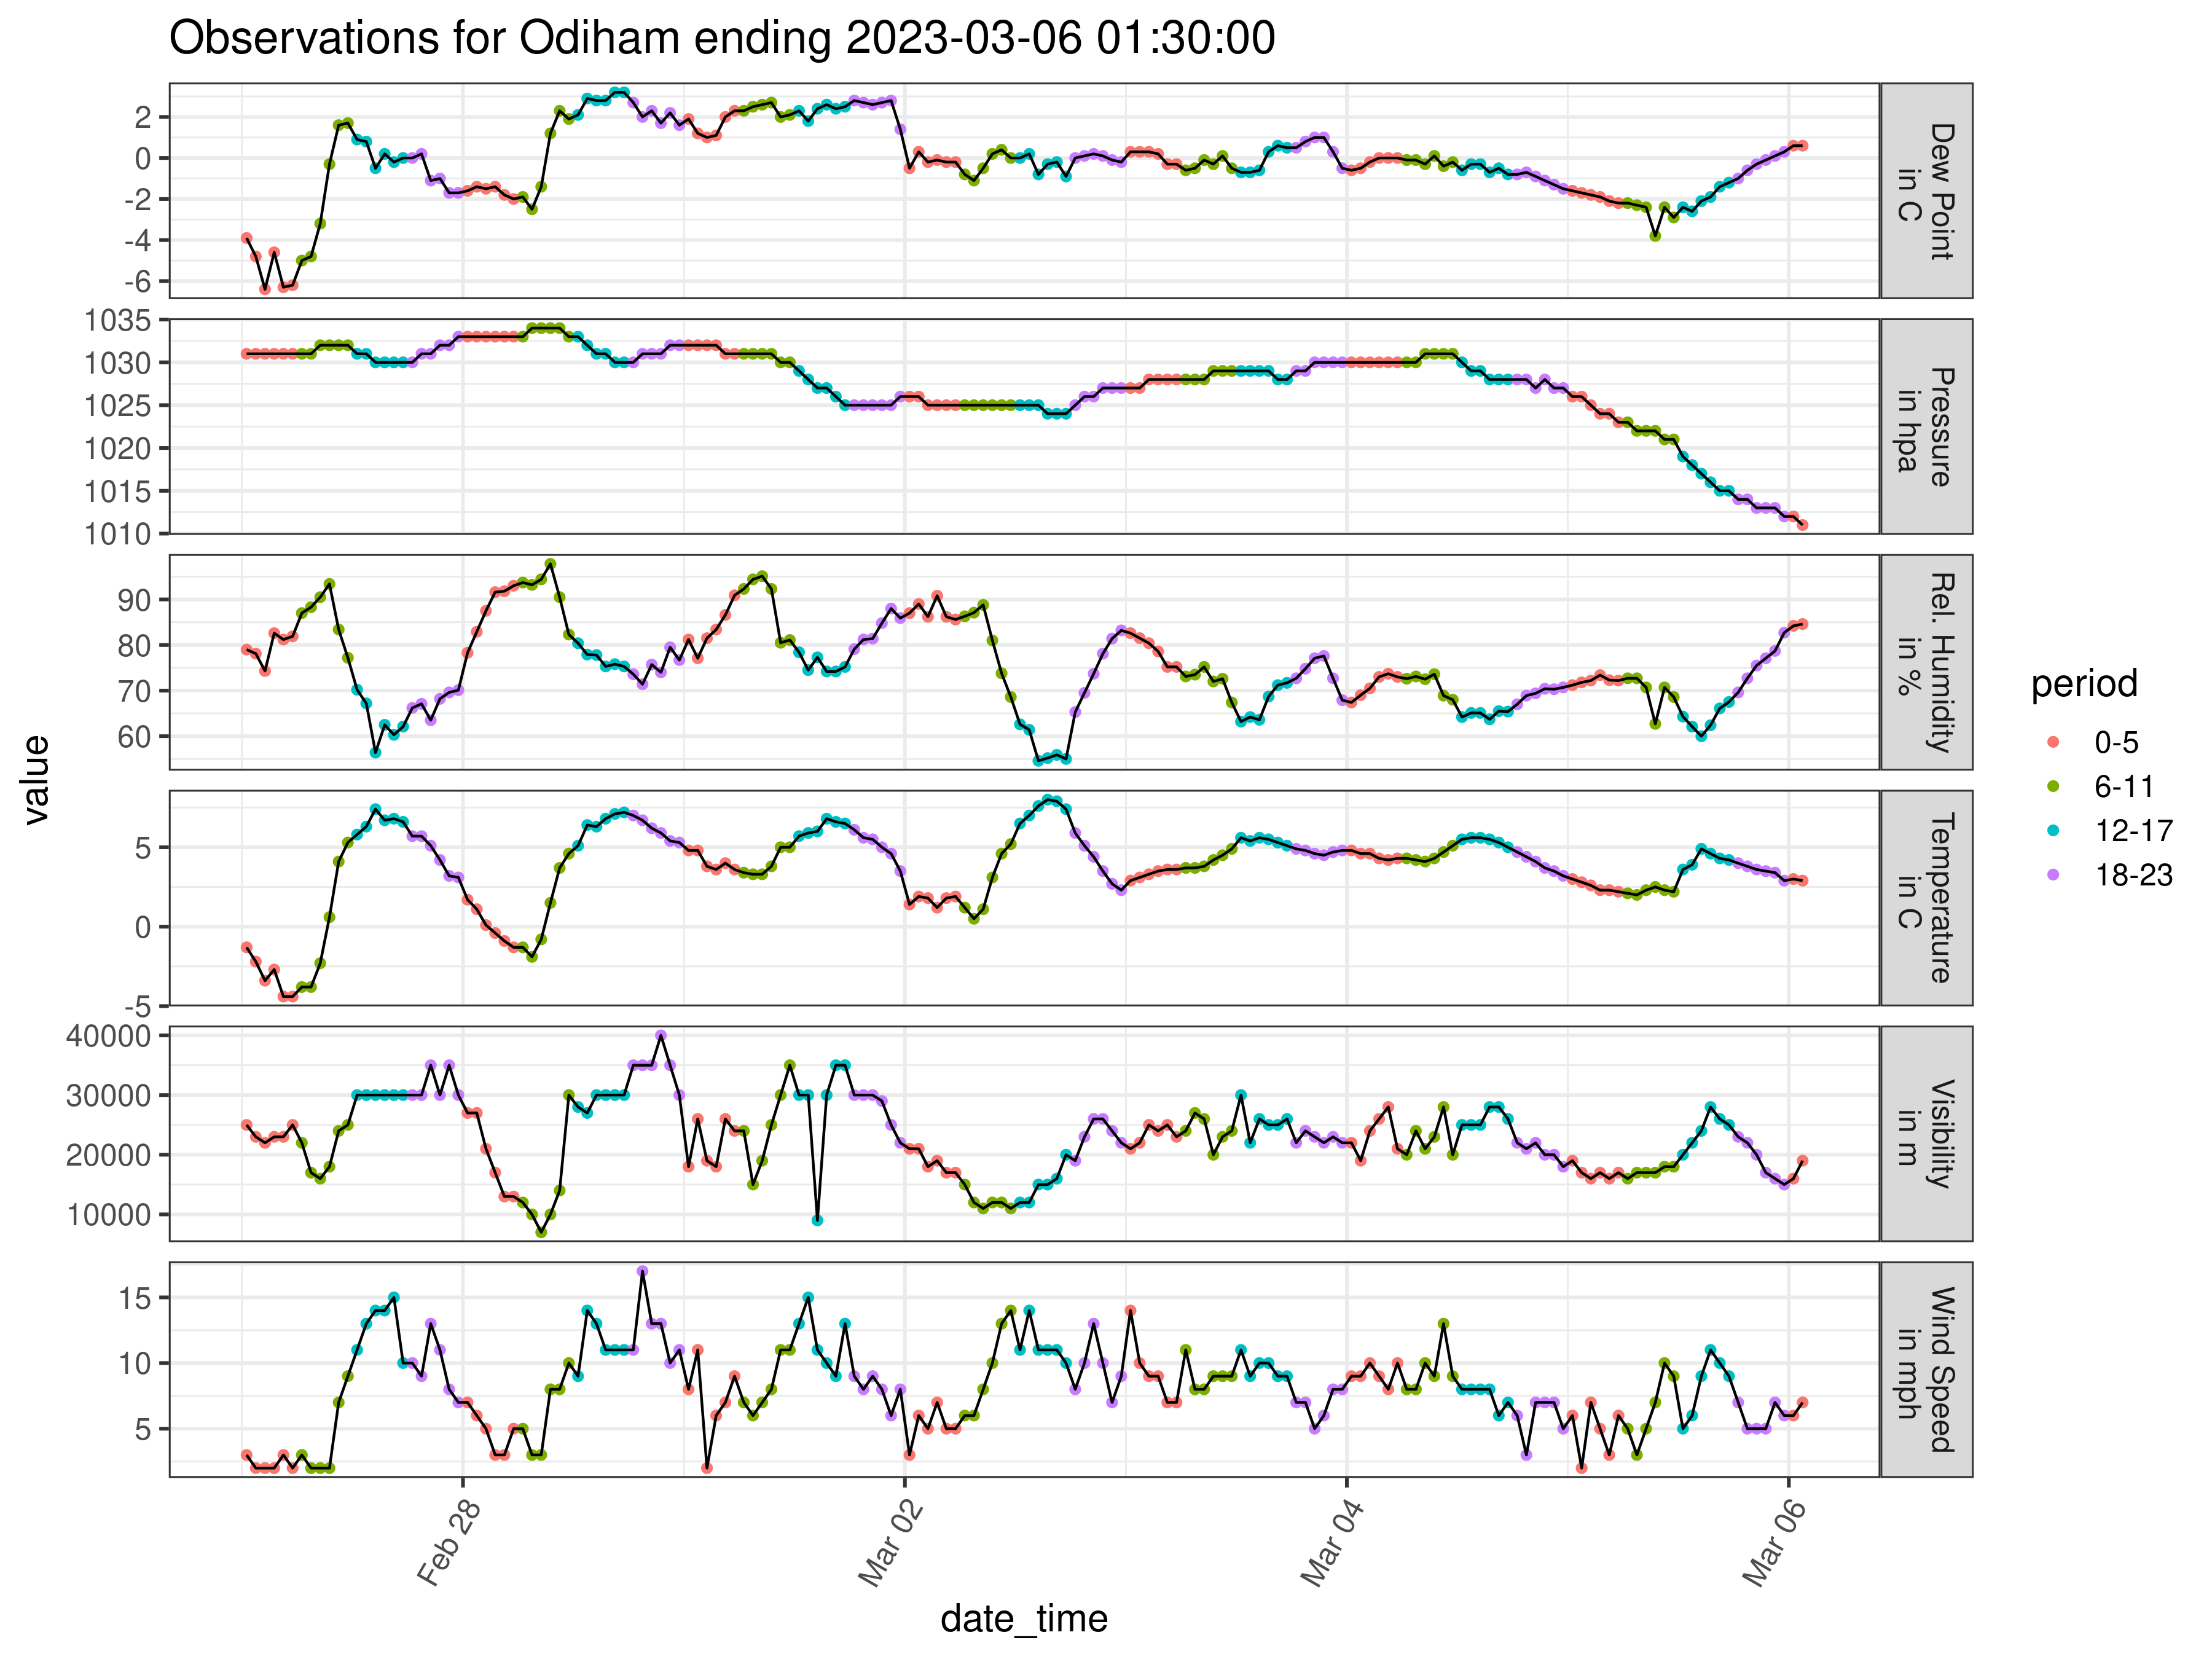 Observations for Odiham ending 2023-03-06 01:30:00
value
2
0
-2
-4
-6
Dew Point
in C
1035
1030
1025
1020
1015
1010
Pressure
in hpa
90
80
70
60
Rel. Humidity
in %
5
0
-5
Temperature
in C
40000
30000
20000
10000
Visibility
in m
15
10
5
Wind Speed
in mph
Feb 28
Mar 02
Mar 04
Mar 06
date_time
period
0-5
6-11
12-17
18-23